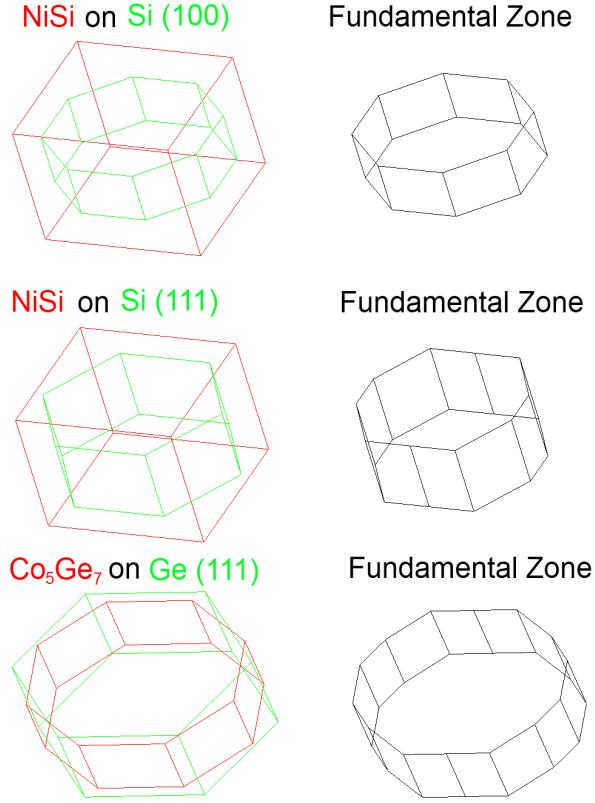 NiSi on Si (100)
Fundamental Zone
NiSi on Si (111)
Fundamental Zone
Co₅Ge₇ on Ge (111)
Fundamental Zone